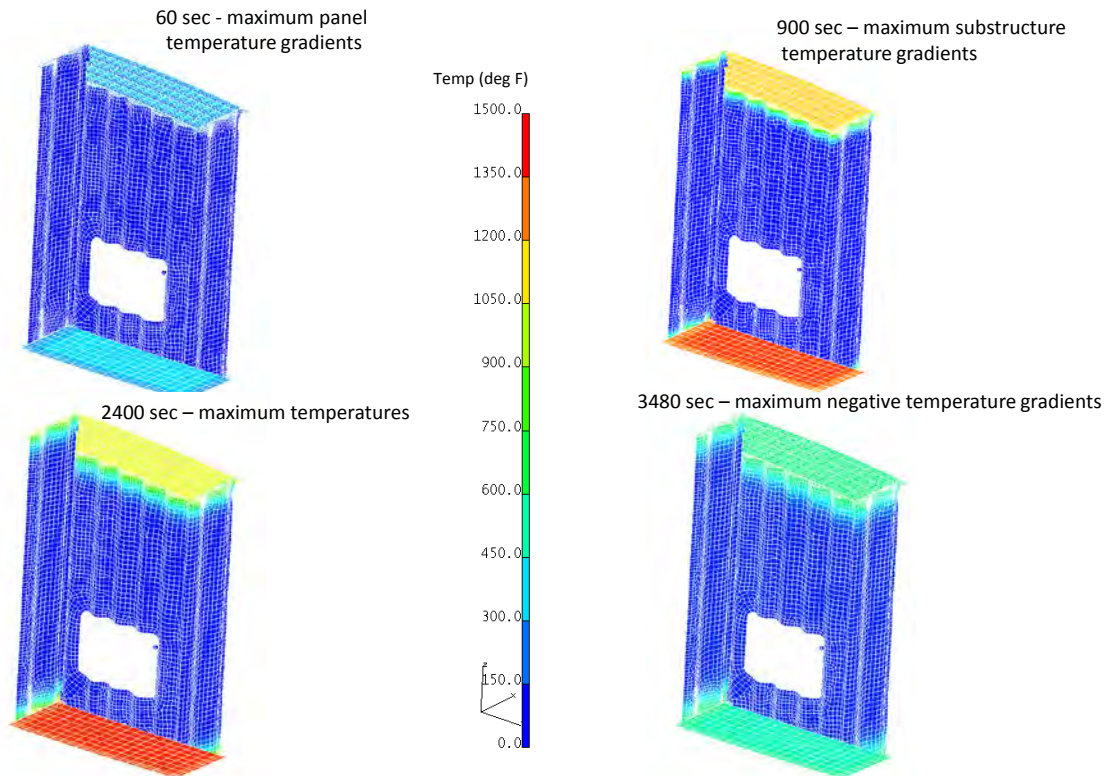 60 sec - maximum panel
temperature gradients
900 sec – maximum substructure
temperature gradients
Temp (deg F)
1500.0
1350.0
1200.0
1050.0
900.0
750.0
600.0
450.0
300.0
150.0
0.0
2400 sec – maximum temperatures
3480 sec – maximum negative temperature gradients
Z
X